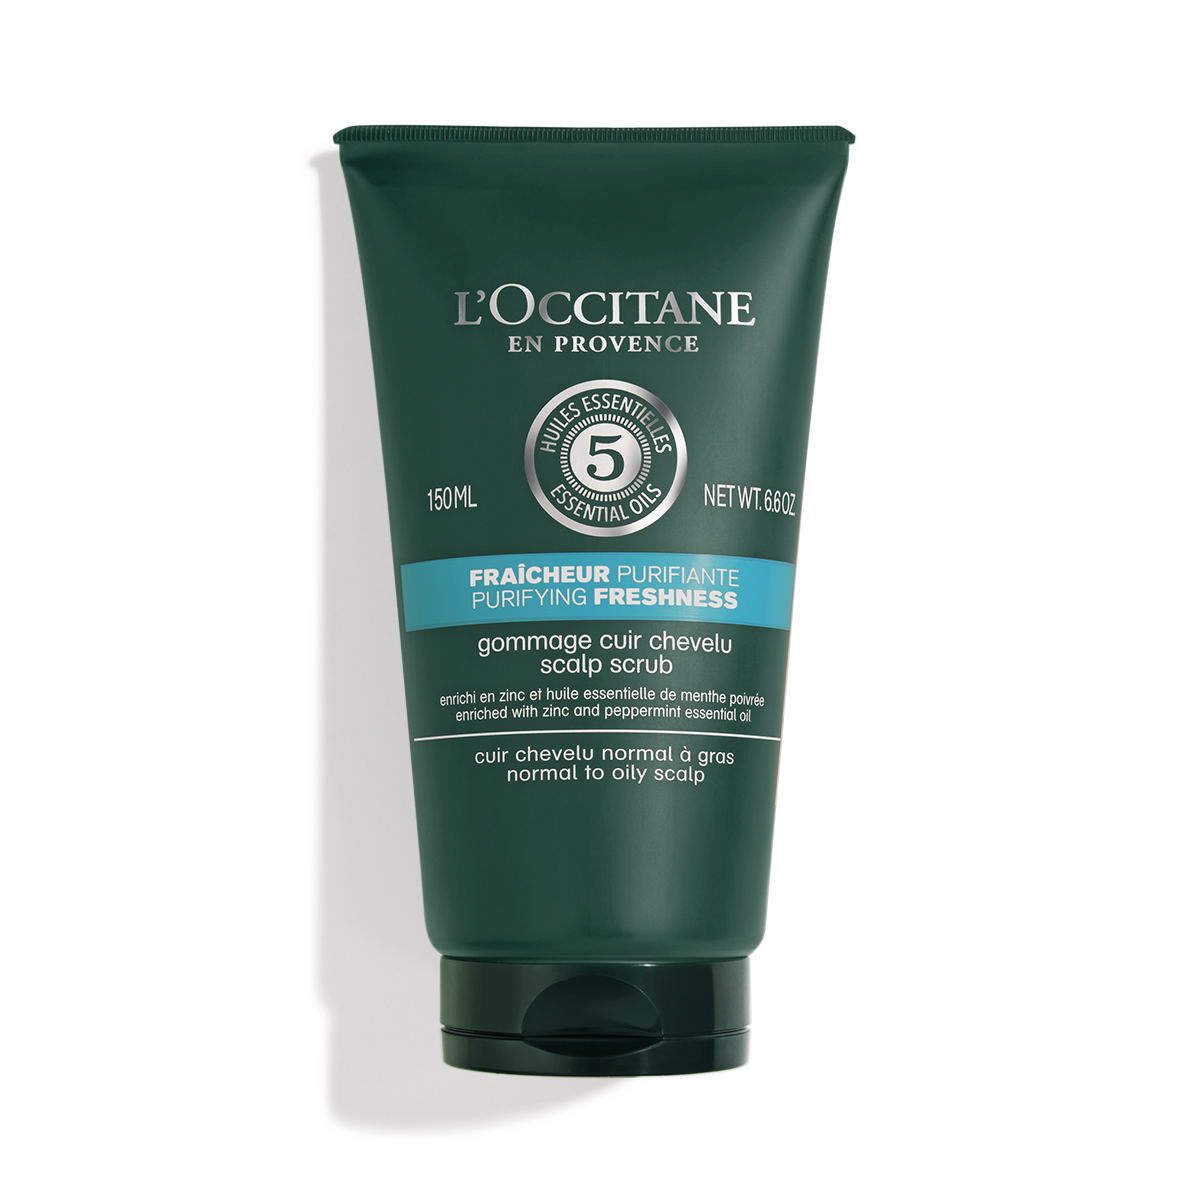 L'OCCITANE
EN PROVENCE
HUILES ESSENTIELLES
5
ESSENTIAL OILS
150ML
NET WT. 6.6 OZ.
FRAÎCHEUR PURIFIANTE
PURIFYING FRESHNESS
gommage cuir chevelu
scalp scrub
enrichi en zinc et huile essentielle de menthe poivrée
enriched with zinc and peppermint essential oil
cuir chevelu normal à gras
normal to oily scalp